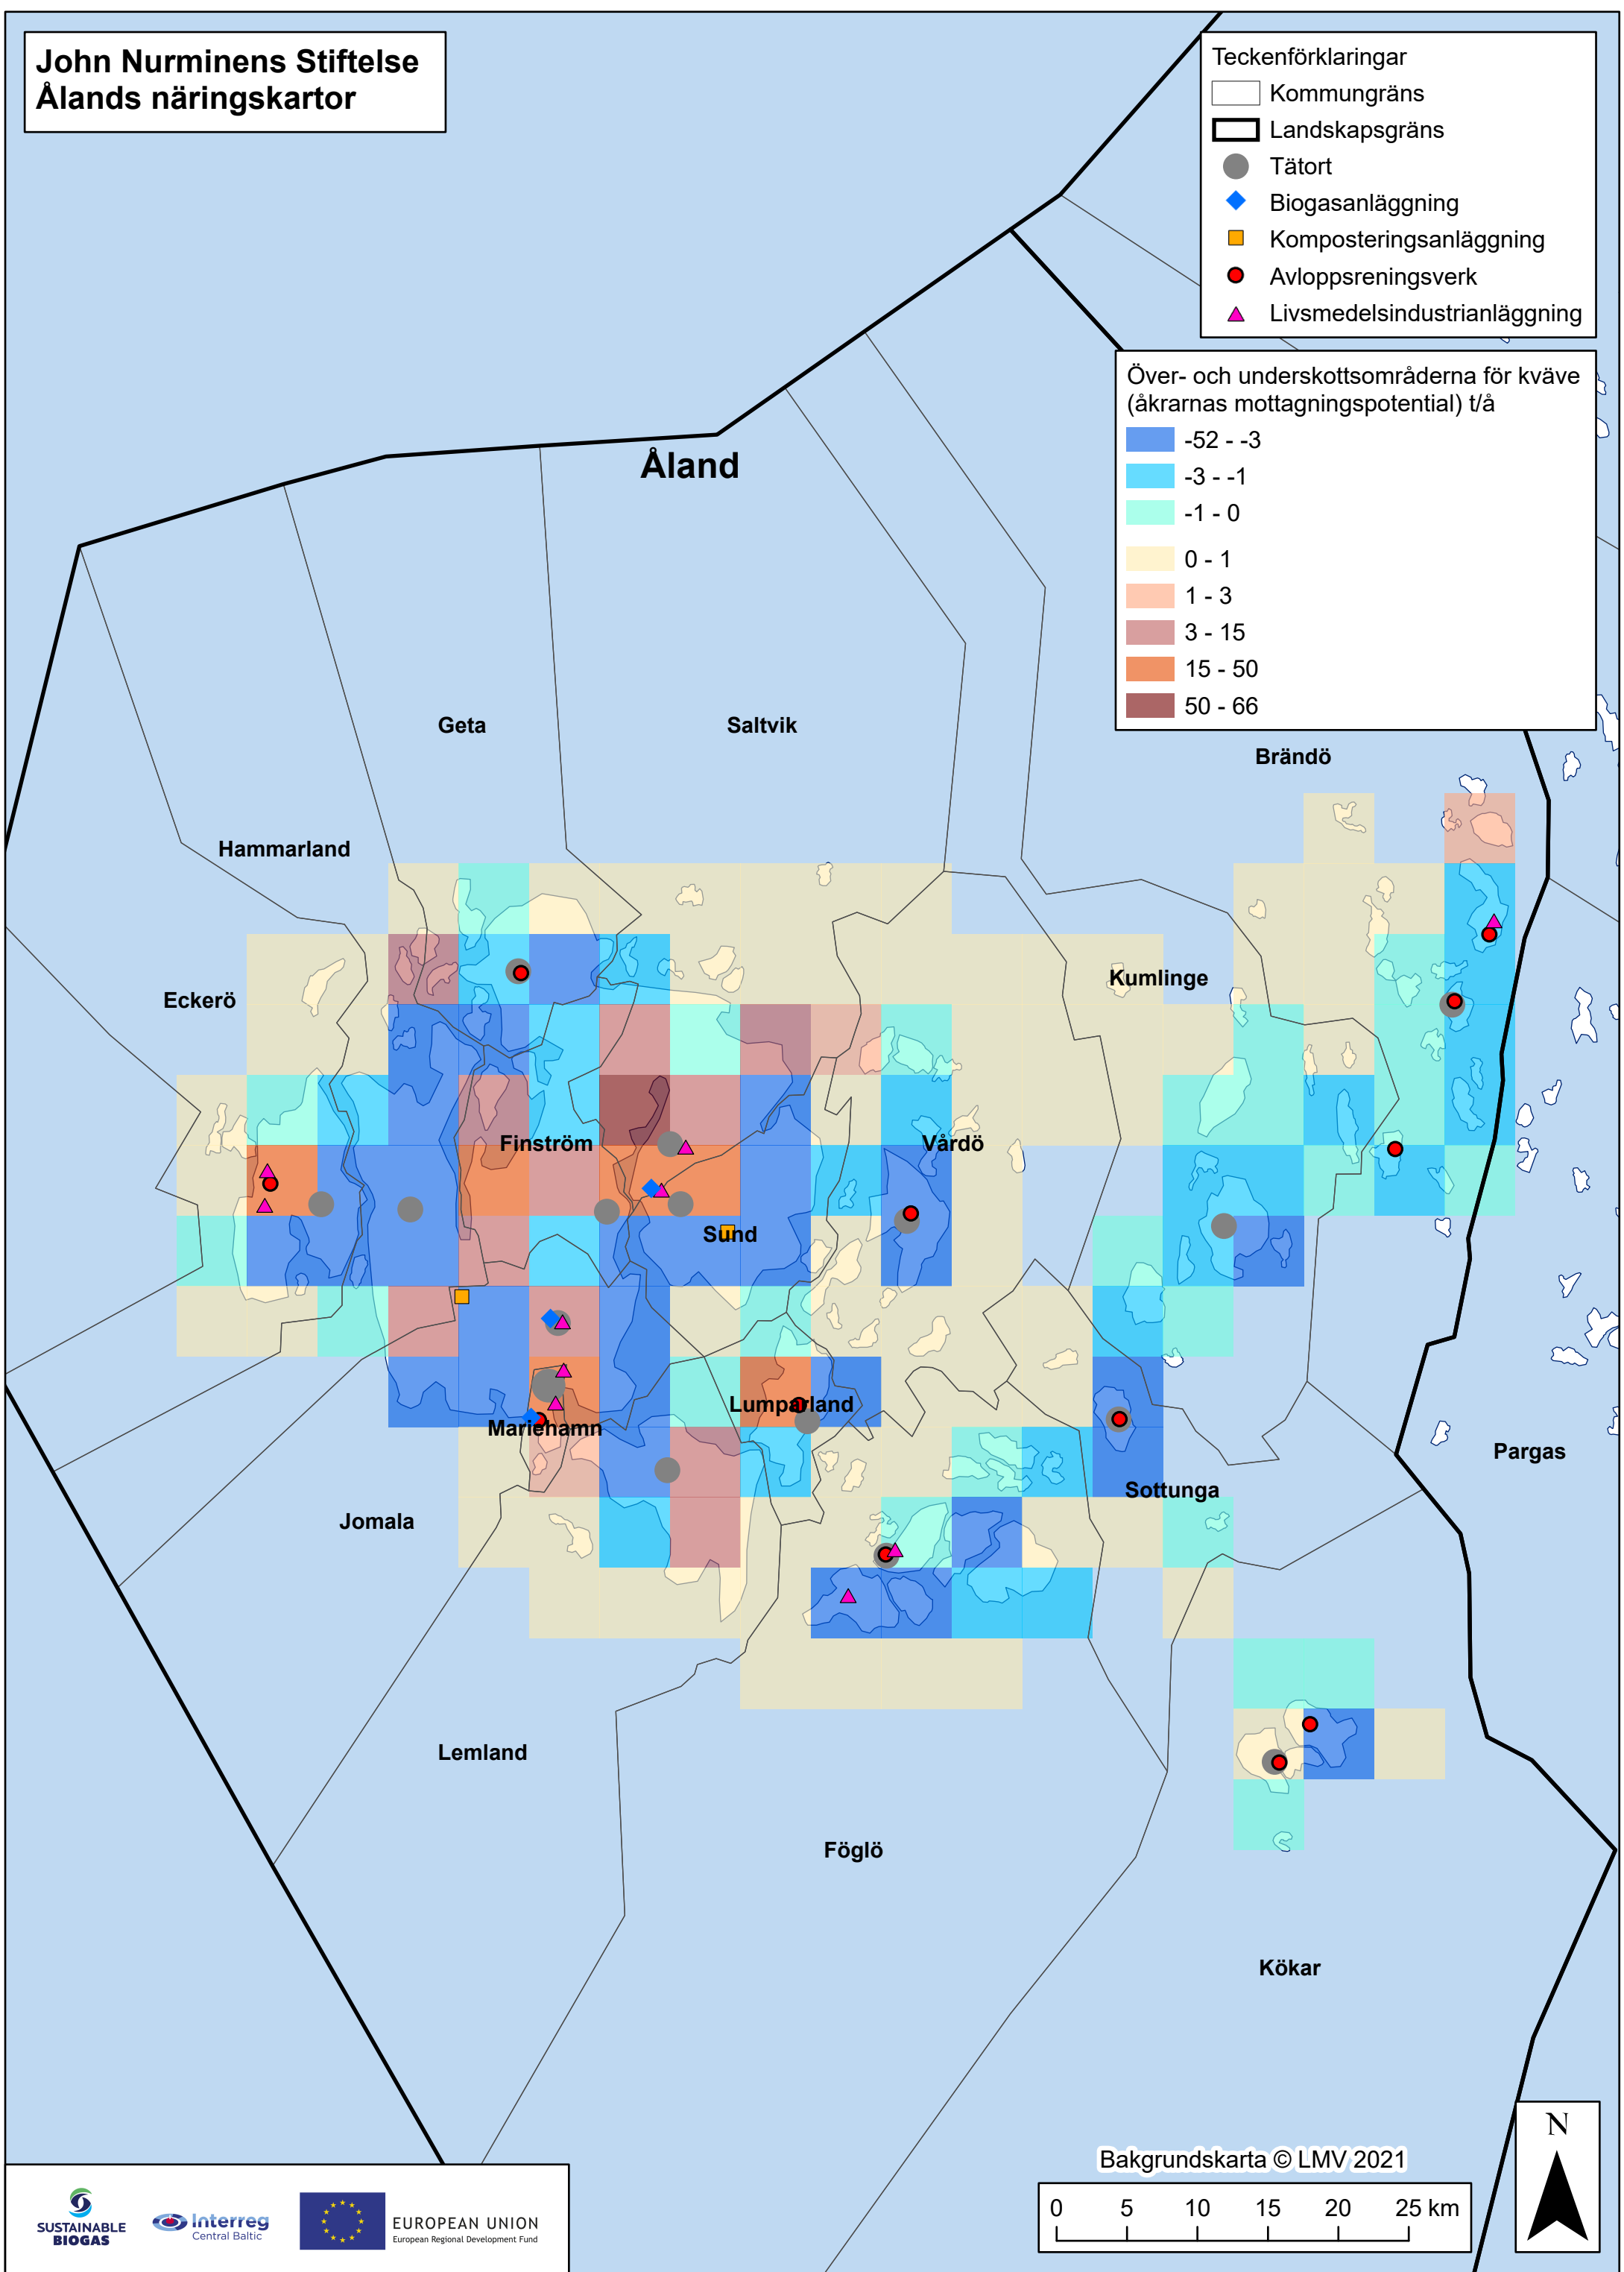 John Nurminens Stiftelse
Ålands näringskartor
Teckenförklaringar
Kommungräns
Landskapsgräns
Tätort
Biogasanläggning
Komposteringsanläggning
Avloppsreningsverk
Livsmedelsindustrianläggning
Över- och underskottsområderna för kväve
(åkrarnas mottagningspotential) t/å
-52 - -3
-3 - -1
-1 - 0
0 - 1
1 - 3
3 - 15
15 - 50
50 - 66
Åland
Geta
Saltvik
Brändö
Hammarland
Kumlinge
Eckerö
Finström
Vårdö
Sund
Lumparland
Mariehamn
Pargas
Sottunga
Jomala
Lemland
Föglö
Kökar
N
Bakgrundskarta © LMV 2021
0 5 10 15 20 25 km
SUSTAINABLE
BIOGAS
Interreg
Central Baltic
EUROPEAN UNION
European Regional Development Fund